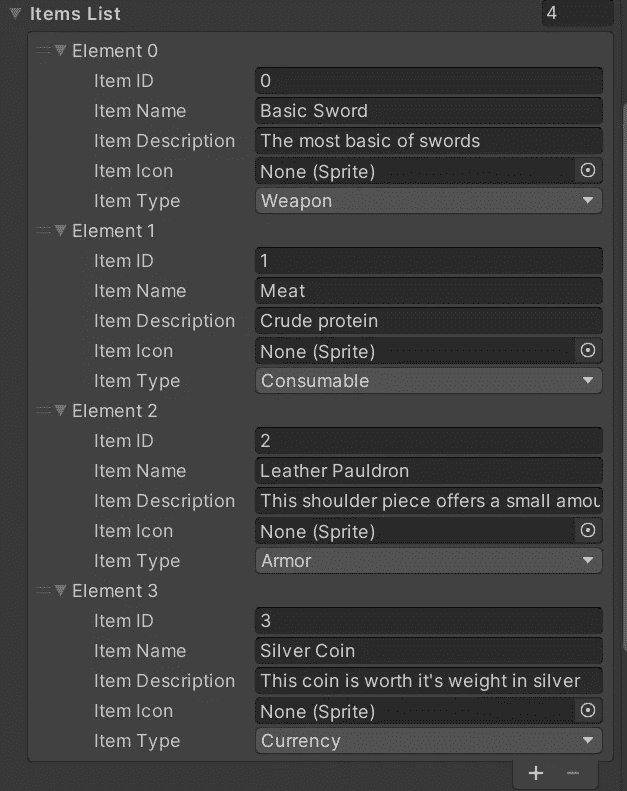 Items List 4
Element 0
Item ID 0
Item Name Basic Sword
Item Description The most basic of swords
Item Icon None (Sprite)
Item Type Weapon
Element 1
Item ID 1
Item Name Meat
Item Description Crude protein
Item Icon None (Sprite)
Item Type Consumable
Element 2
Item ID 2
Item Name Leather Pauldron
Item Description This shoulder piece offers a small amou
Item Icon None (Sprite)
Item Type Armor
Element 3
Item ID 3
Item Name Silver Coin
Item Description This coin is worth it's weight in silver
Item Icon None (Sprite)
Item Type Currency